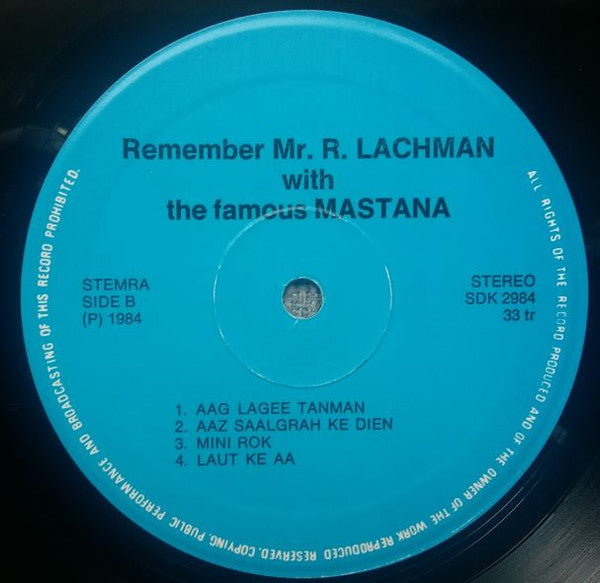 Remember Mr. R. LACHMAN
with
the famous MASTANA
STEMRA
SIDE B
(P) 1984
STEREO
SDK 2984
33 tr
1. AAG LAGEE TANMAN
2. AAZ SAALGRAH KE DIEN
3. MINI ROK
4. LAUT KE AA
ALL RIGHTS OF THE RECORD PRODUCED AND OF THE OWNER OF THE WORK REPRODUCED RESERVED. COPYING PUBLIC PERFORMANCE AND BROADCASTING OF THIS RECORD PROHIBITED.